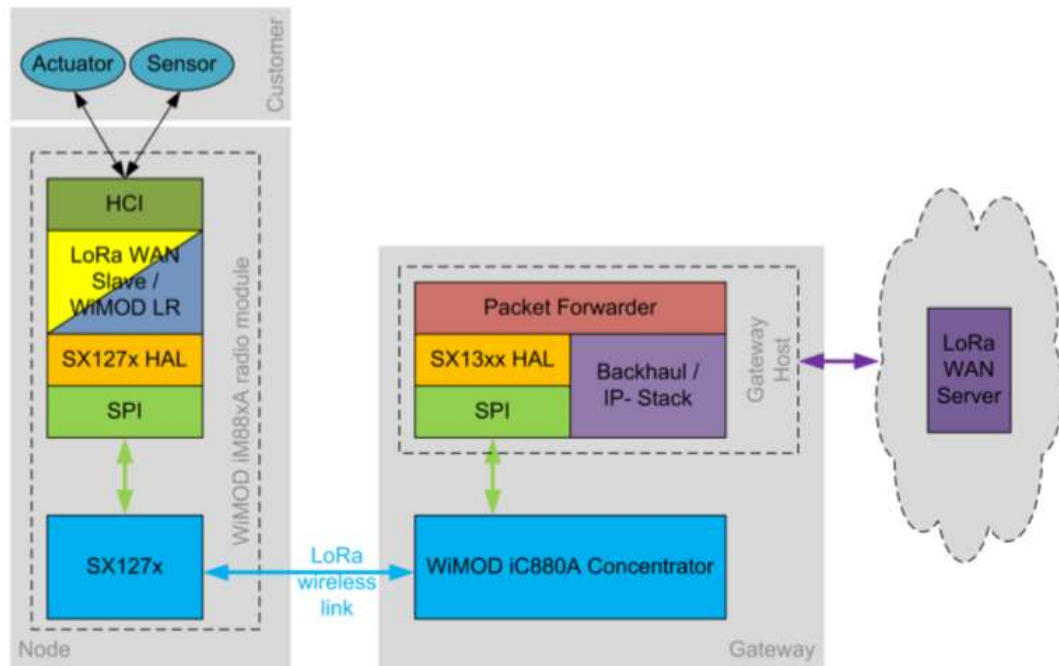 Actuator
Sensor
Customer
HCI
LoRa WAN
Slave /
WiMOD LR
SX127x HAL
SPI
SX127x
WiMOD iM88xA radio module
Node
LoRa
wireless
link
Packet Forwarder
SX13xx HAL
SPI
Backhaul /
IP- Stack
Gateway
Host
WiMOD iC880A Concentrator
Gateway
LoRa
WAN
Server